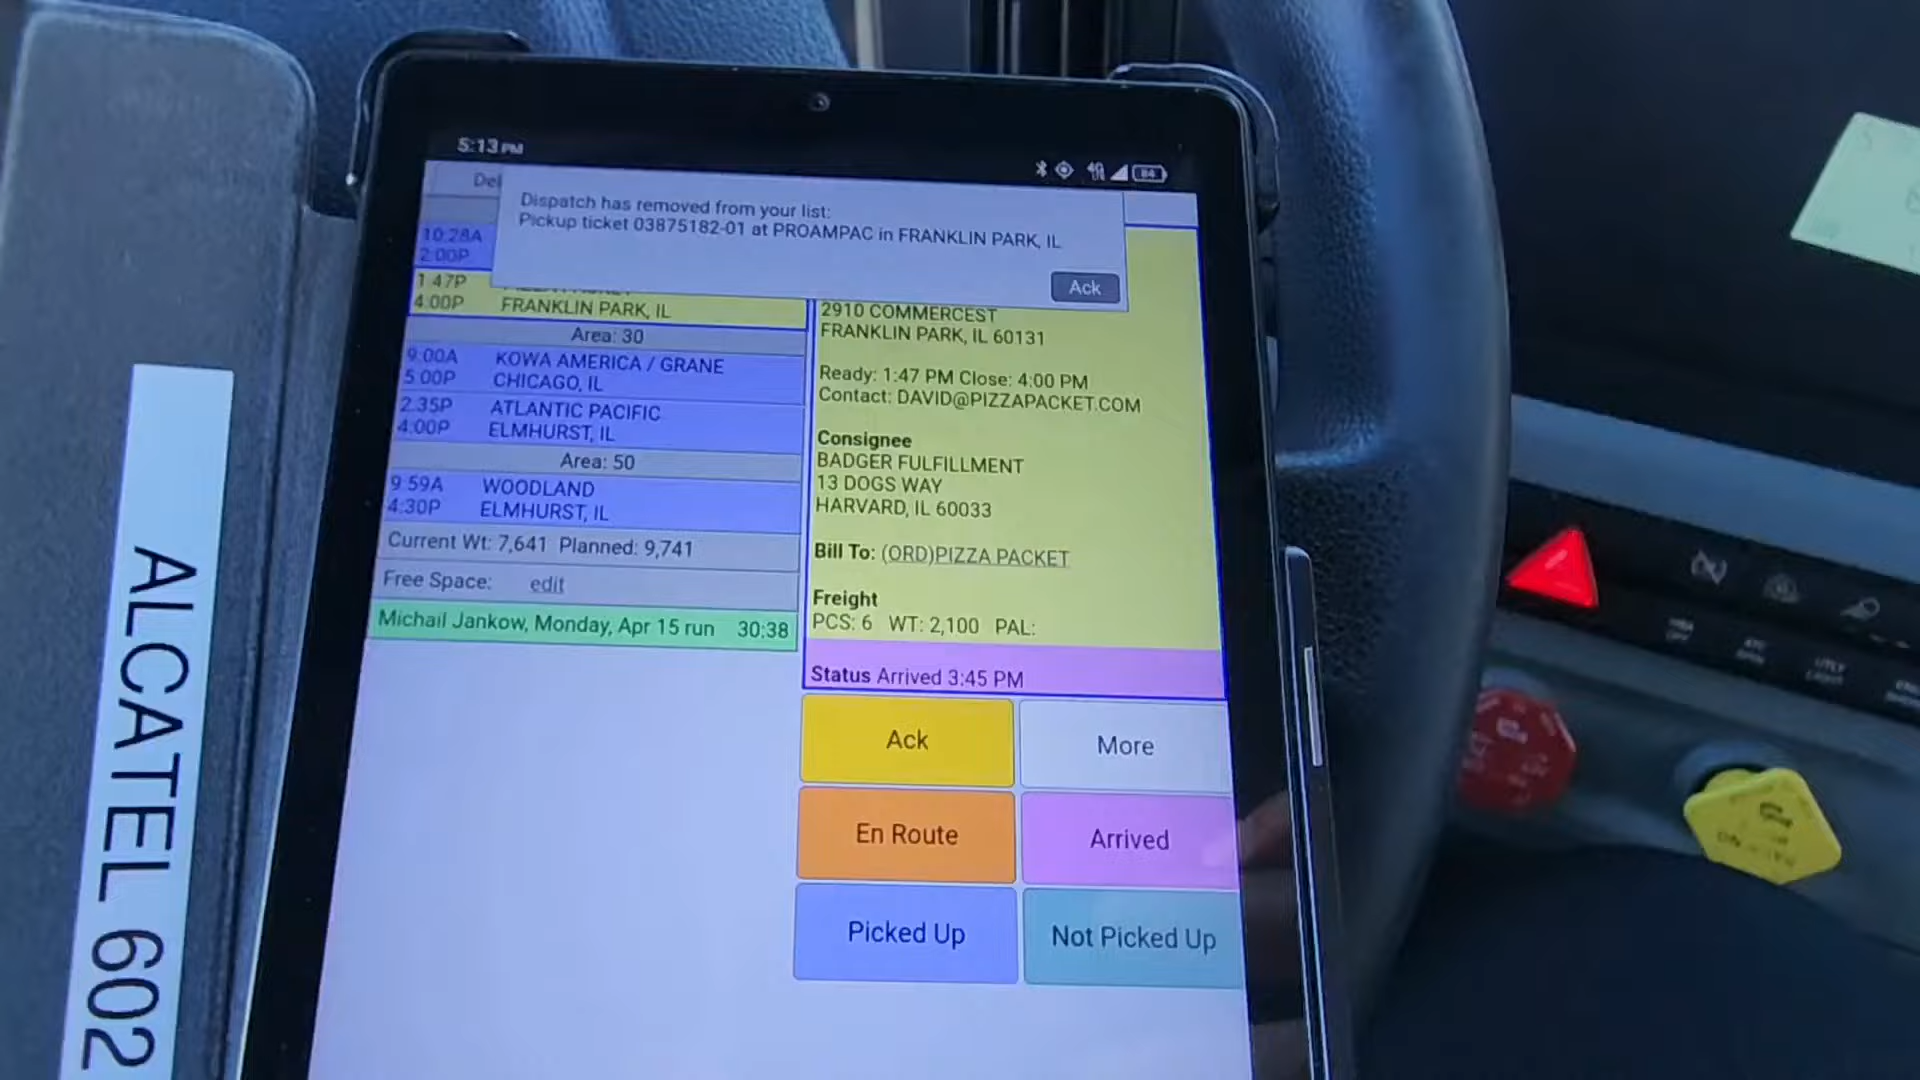 5:13 PM
84
Del
Dispatch has removed from your list:
Pickup ticket 03875182-01 at PROAMPAC in FRANKLIN PARK, IL
Ack
10:28A
2:00P
1:47P
4:00P FRANKLIN PARK, IL
Area: 30
9:00A KOWA AMERICA / GRANE
5:00P CHICAGO, IL
2:35P ATLANTIC PACIFIC
4:00P ELMHURST, IL
Area: 50
9:59A WOODLAND
4:30P ELMHURST, IL
Current Wt: 7,641 Planned: 9,741
Free Space: edit
Michail Jankow, Monday, Apr 15 run 30:38
2910 COMMERCEST
FRANKLIN PARK, IL 60131
Ready: 1:47 PM Close: 4:00 PM
Contact: DAVID@PIZZAPACKET.COM
Consignee
BADGER FULFILLMENT
13 DOGS WAY
HARVARD, IL 60033
Bill To: (ORD)PIZZA PACKET
Freight
PCS: 6 WT: 2,100 PAL:
Status Arrived 3:45 PM
Ack
More
En Route
Arrived
Picked Up
Not Picked Up
ALCATEL 602